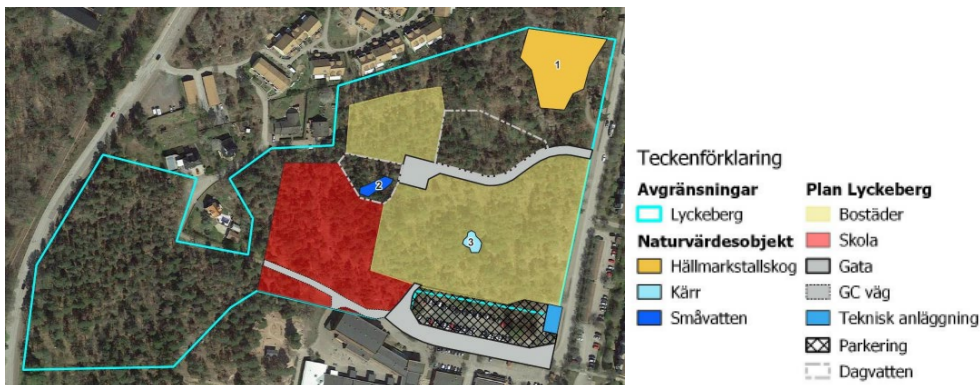 1
2
3
Teckenförklaring
Avgränsningar
Lyckeberg
Naturvärdesobjekt
Hällmarkstallskog
Kärr
Småvatten
Plan Lyckeberg
Bostäder
Skola
Gata
GC väg
Teknisk anläggning
Parkering
Dagvatten